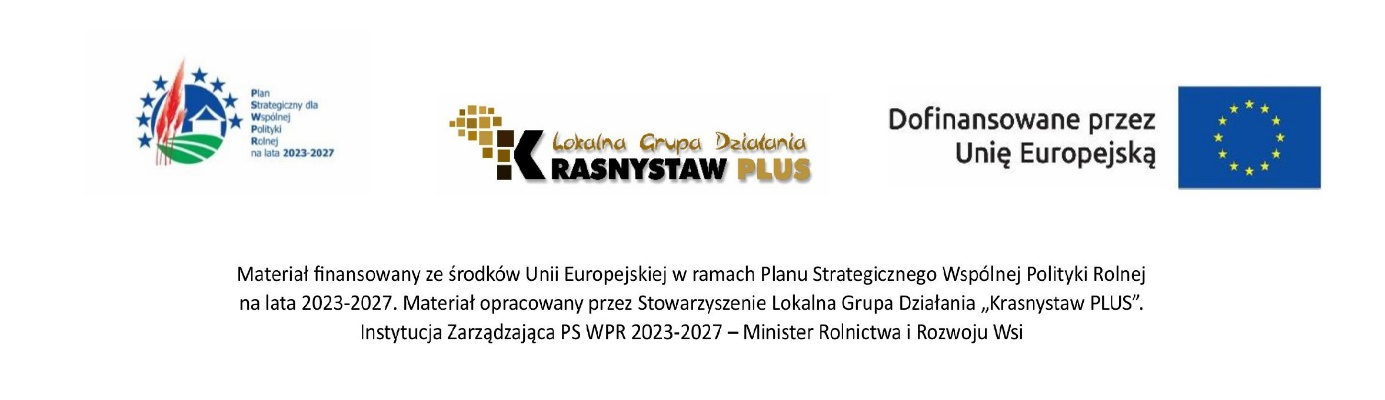 Plan
Strategiczny dla
Wspólnej
Polityki
Rolnej
na lata 2023-2027
Lokalna Grupa Działania
KRASNYSTAW PLUS
Dofinansowane przez
Unię Europejską
Materiał finansowany ze środków Unii Europejskiej w ramach Planu Strategicznego Wspólnej Polityki Rolnej
na lata 2023-2027. Materiał opracowany przez Stowarzyszenie Lokalna Grupa Działania „Krasnystaw PLUS”.
Instytucja Zarządzająca PS WPR 2023-2027 – Minister Rolnictwa i Rozwoju Wsi